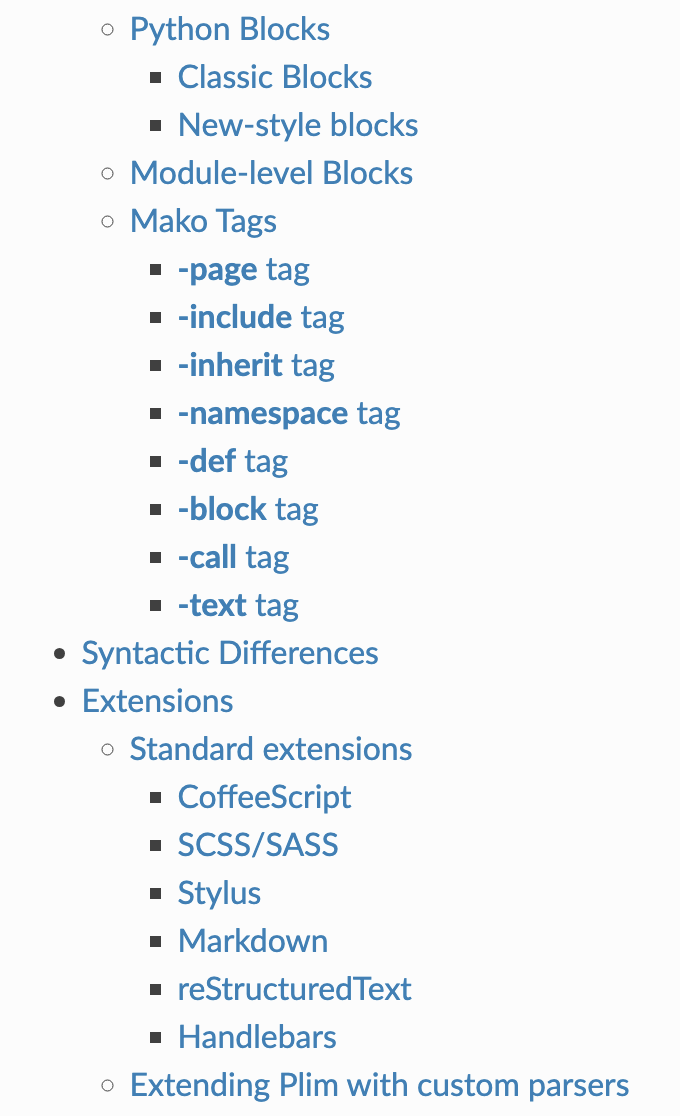 Python Blocks
Classic Blocks
New-style blocks
Module-level Blocks
Mako Tags
-page tag
-include tag
-inherit tag
-namespace tag
-def tag
-block tag
-call tag
-text tag
Syntactic Differences
Extensions
Standard extensions
CoffeeScript
SCSS/SASS
Stylus
Markdown
reStructuredText
Handlebars
Extending Plim with custom parsers